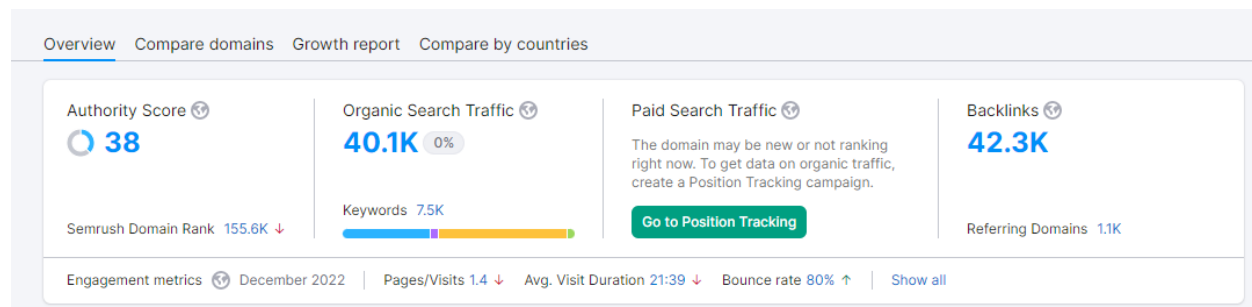 Overview Compare domains Growth report Compare by countries
Authority Score
38
Semrush Domain Rank 155.6K ↓
Organic Search Traffic
40.1K 0%
Keywords 7.5K
Paid Search Traffic
The domain may be new or not ranking
right now. To get data on organic traffic,
create a Position Tracking campaign.
Go to Position Tracking
Backlinks
42.3K
Referring Domains 1.1K
Engagement metrics December 2022 Pages/Visits 1.4 ↓ Avg. Visit Duration 21:39 ↓ Bounce rate 80% ↑ Show all